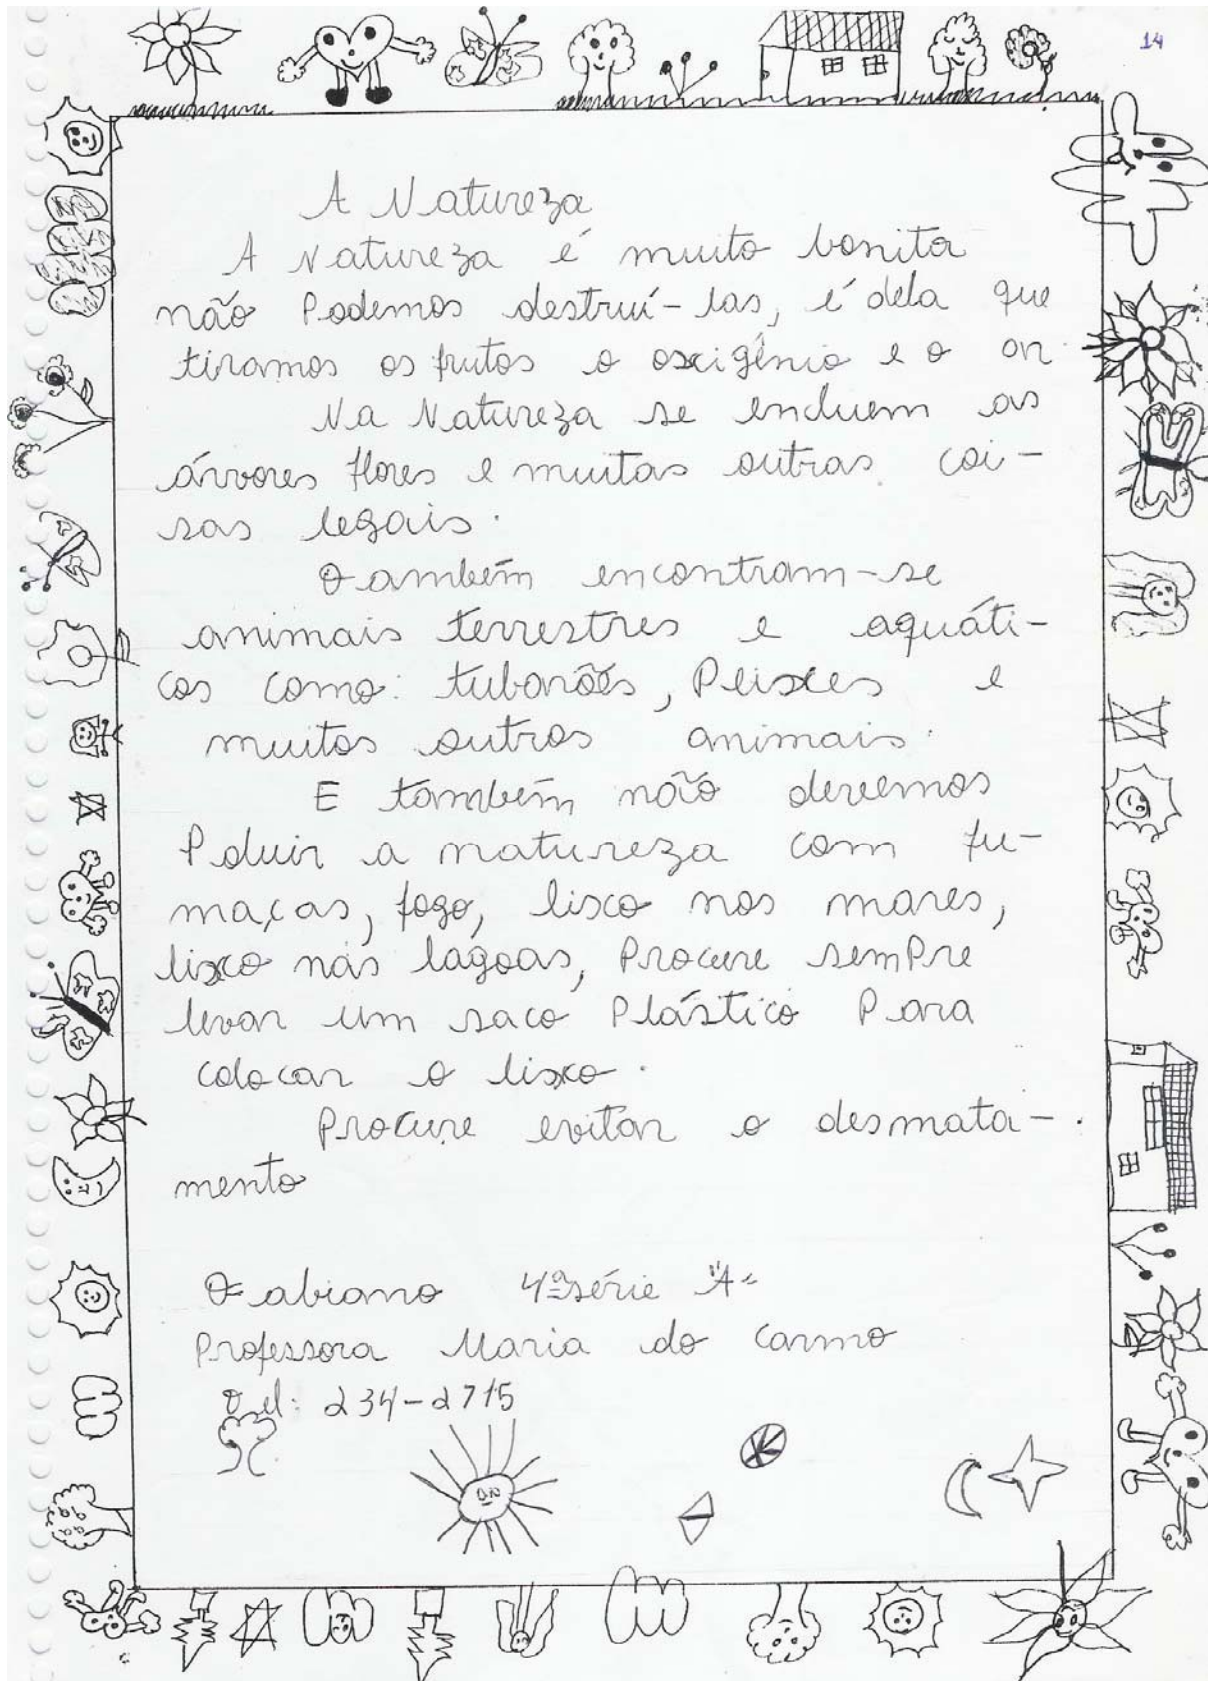 14
A Natureza
A Natureza é muito bonita
não Podemos destruí-las, é dela que
tiramos os frutos o oxigênio e o ar
Na Natureza se encluem as
árvores flores e muitas outras coi-
sas legais.
Também encontram-se
animais terrestres e aquáti-
cos como: tubarões, Peixes e
muitos outros animais.
E também não devemos
Poluir a natureza com fu-
maças, fogo, lixo nos mares,
lixo nas lagoas, Procure sempre
levar um saco Plástico Para
colocar o lixo.
Procure evitar o desmata-
mento
Fabiano 4ª série "A"
Professora Maria do Carmo
Tel: 234-2715